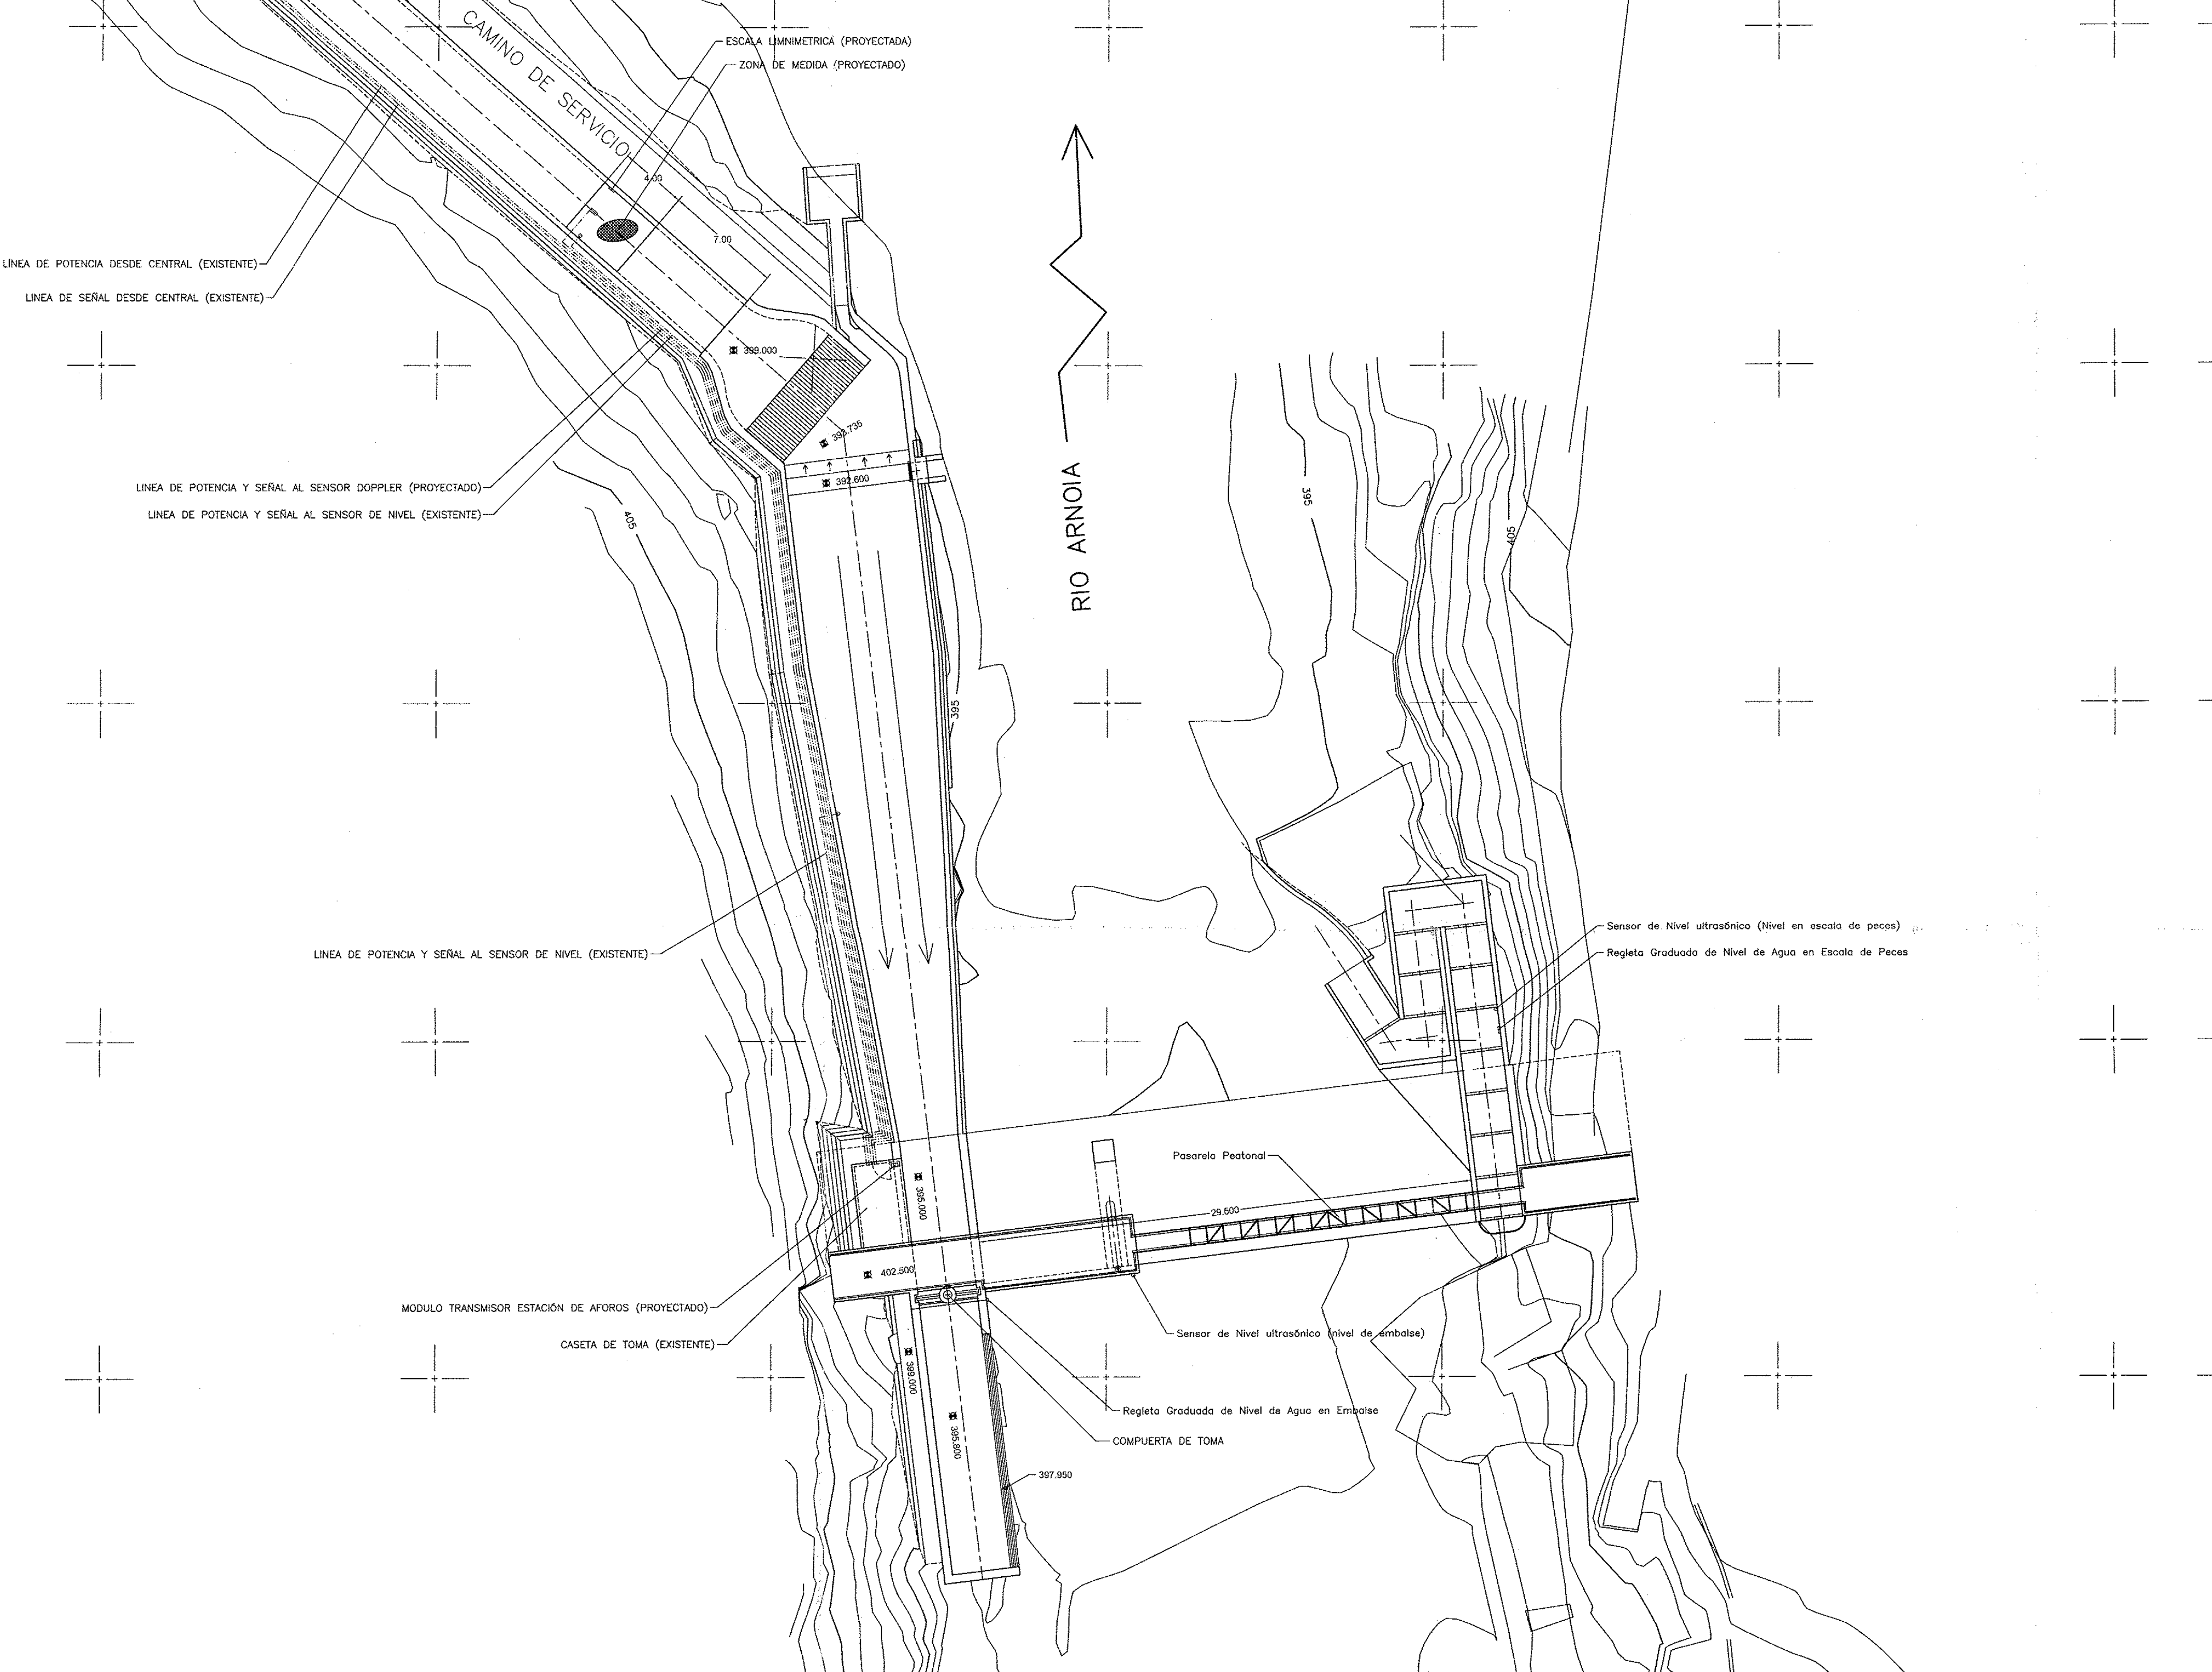 CAMINO DE SERVICIO
ESCALA LIMNIMETRICA (PROYECTADA)
ZONA DE MEDIDA (PROYECTADO)
4.00
7.00
LÍNEA DE POTENCIA DESDE CENTRAL (EXISTENTE)
LINEA DE SEÑAL DESDE CENTRAL (EXISTENTE)
399.000
393.735
392.600
LINEA DE POTENCIA Y SEÑAL AL SENSOR DOPPLER (PROYECTADO)
LINEA DE POTENCIA Y SEÑAL AL SENSOR DE NIVEL (EXISTENTE)
405
RIO ARNOIA
395
405
395
LINEA DE POTENCIA Y SEÑAL AL SENSOR DE NIVEL (EXISTENTE)
Sensor de Nivel ultrasónico (Nivel en escala de peces)
Regleta Graduada de Nivel de Agua en Escala de Peces
Pasarela Peatonal
395.000
29.500
402.500
MODULO TRANSMISOR ESTACIÓN DE AFOROS (PROYECTADO)
CASETA DE TOMA (EXISTENTE)
Sensor de Nivel ultrasónico (nivel de embalse)
399.000
Regleta Graduada de Nivel de Agua en Embalse
395.800
COMPUERTA DE TOMA
397.950